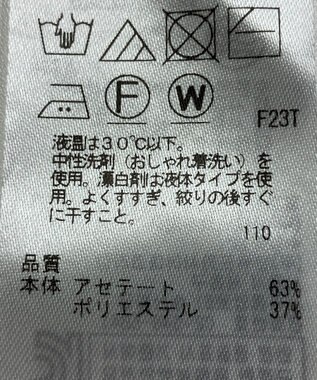 F
W
F23T
液温は30℃以下。
中性洗剤（おしゃれ着洗い）を
使用。漂白剤は液体タイプを使
用。よくすすぎ、絞りの後すぐ
に干すこと。
110
品質
本体 アセテート 63%
ポリエステル 37%